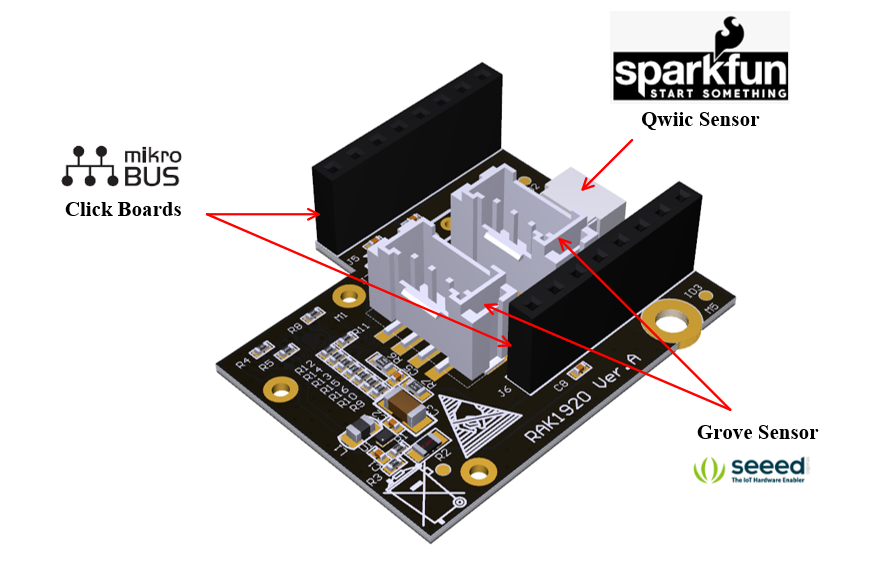 sparkfun
START SOMETHING
Qwiic Sensor
mikro
BUS
Click Boards
J5
M1
R8
R11
R4
R5
IO3
M5
J6
C8
RAK1920 Ver.A
C2
R2
R3
Grove Sensor
seeed
The IoT Hardware Enabler